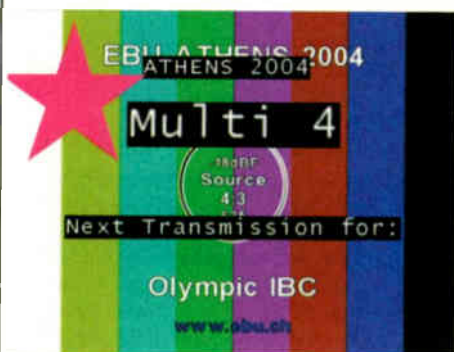 EBU ATHENS 2004
ATHENS 2004
Multi 4
Source
4:3
Next Transmission for:
Olympic IBC
www.ebu.ch